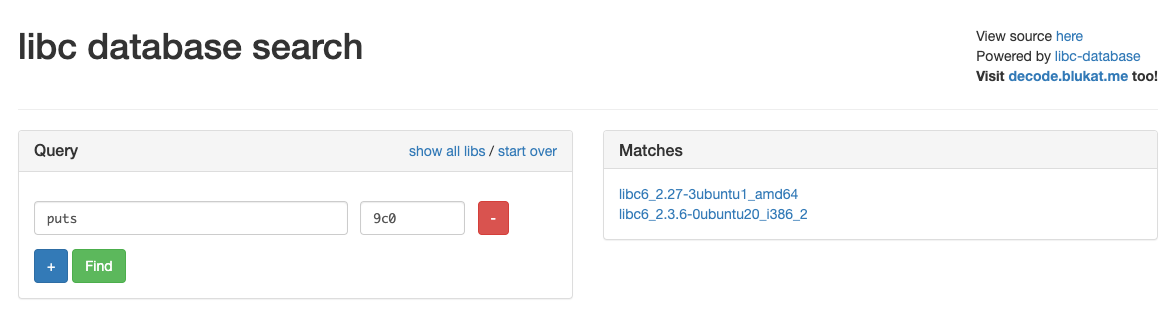 libc database search
View source here
Powered by libc-database
Visit decode.blukat.me too!
Query
show all libs / start over
puts
9c0
-
+
Find
Matches
libc6_2.27-3ubuntu1_amd64
libc6_2.3.6-0ubuntu20_i386_2